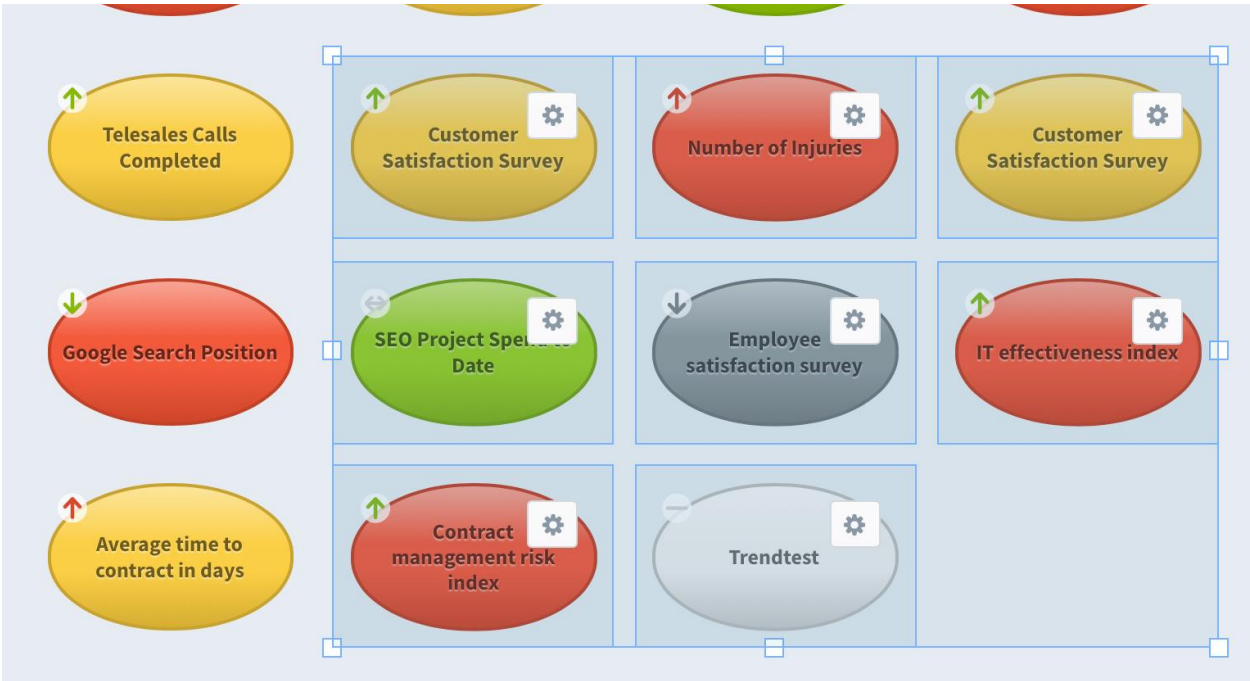 Telesales Calls
Completed
Customer
Satisfaction Survey
Number of Injuries
Customer
Satisfaction Survey
Google Search Position
SEO Project Spend to
Date
Employee
satisfaction survey
IT effectiveness index
Average time to
contract in days
Contract
management risk
index
Trendtest